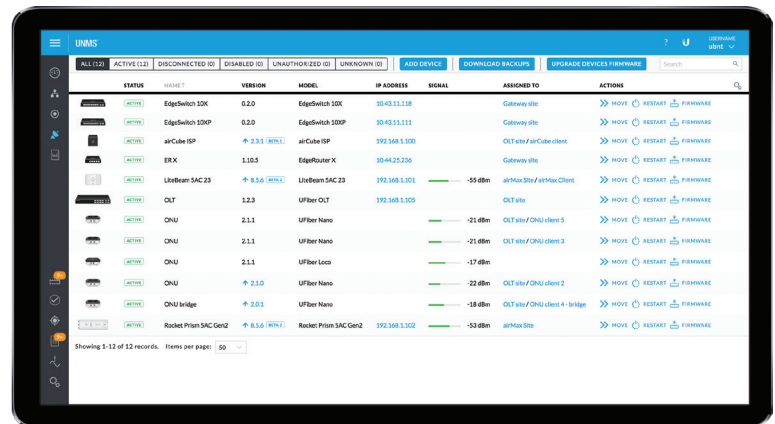 UNMS ? USERNAME
ubnt
ALL (12) ACTIVE (12) DISCONNECTED (0) DISABLED (0) UNAUTHORIZED (0) UNKNOWN (0) ADD DEVICE DOWNLOAD BACKUPS UPGRADE DEVICES FIRMWARE Search
STATUS NAME↑ VERSION MODEL IP ADDRESS SIGNAL ASSIGNED TO ACTIONS
ACTIVE EdgeSwitch 10X 0.2.0 EdgeSwitch 10X 10.43.11.118 Gateway site MOVE RESTART FIRMWARE
ACTIVE EdgeSwitch 10XP 0.2.0 EdgeSwitch 10XP 10.43.11.111 Gateway site MOVE RESTART FIRMWARE
ACTIVE airCube ISP ↑ 2.3.1 BETA 2 airCube ISP 192.168.1.100 OLT site / airCube client MOVE RESTART FIRMWARE
ACTIVE ER X 1.10.5 EdgeRouter X 10.44.25.236 Gateway site MOVE RESTART FIRMWARE
ACTIVE LiteBeam 5AC 23 ↑ 8.5.6 BETA 2 LiteBeam 5AC 23 192.168.1.101 -55 dBm airMax Site / airMax Client MOVE RESTART FIRMWARE
ACTIVE OLT 1.2.3 UFiber OLT 192.168.1.105 OLT site MOVE RESTART FIRMWARE
ACTIVE ONU 2.1.1 UFiber Nano -21 dBm OLT site / ONU client 5 MOVE RESTART FIRMWARE
ACTIVE ONU 2.1.1 UFiber Nano -21 dBm OLT site / ONU client 3 MOVE RESTART FIRMWARE
ACTIVE ONU 2.1.1 UFiber Loco -17 dBm MOVE RESTART FIRMWARE
ACTIVE ONU ↑ 2.1.0 UFiber Nano -22 dBm OLT site / ONU client 2 MOVE RESTART FIRMWARE
ACTIVE ONU bridge ↑ 2.0.1 UFiber Nano -18 dBm OLT site / ONU client 4 - bridge MOVE RESTART FIRMWARE
ACTIVE Rocket Prism 5AC Gen2 ↑ 8.5.6 BETA 2 Rocket Prism 5AC Gen2 192.168.1.102 -53 dBm airMax Site MOVE RESTART FIRMWARE
Showing 1-12 of 12 records. Items per page: 50